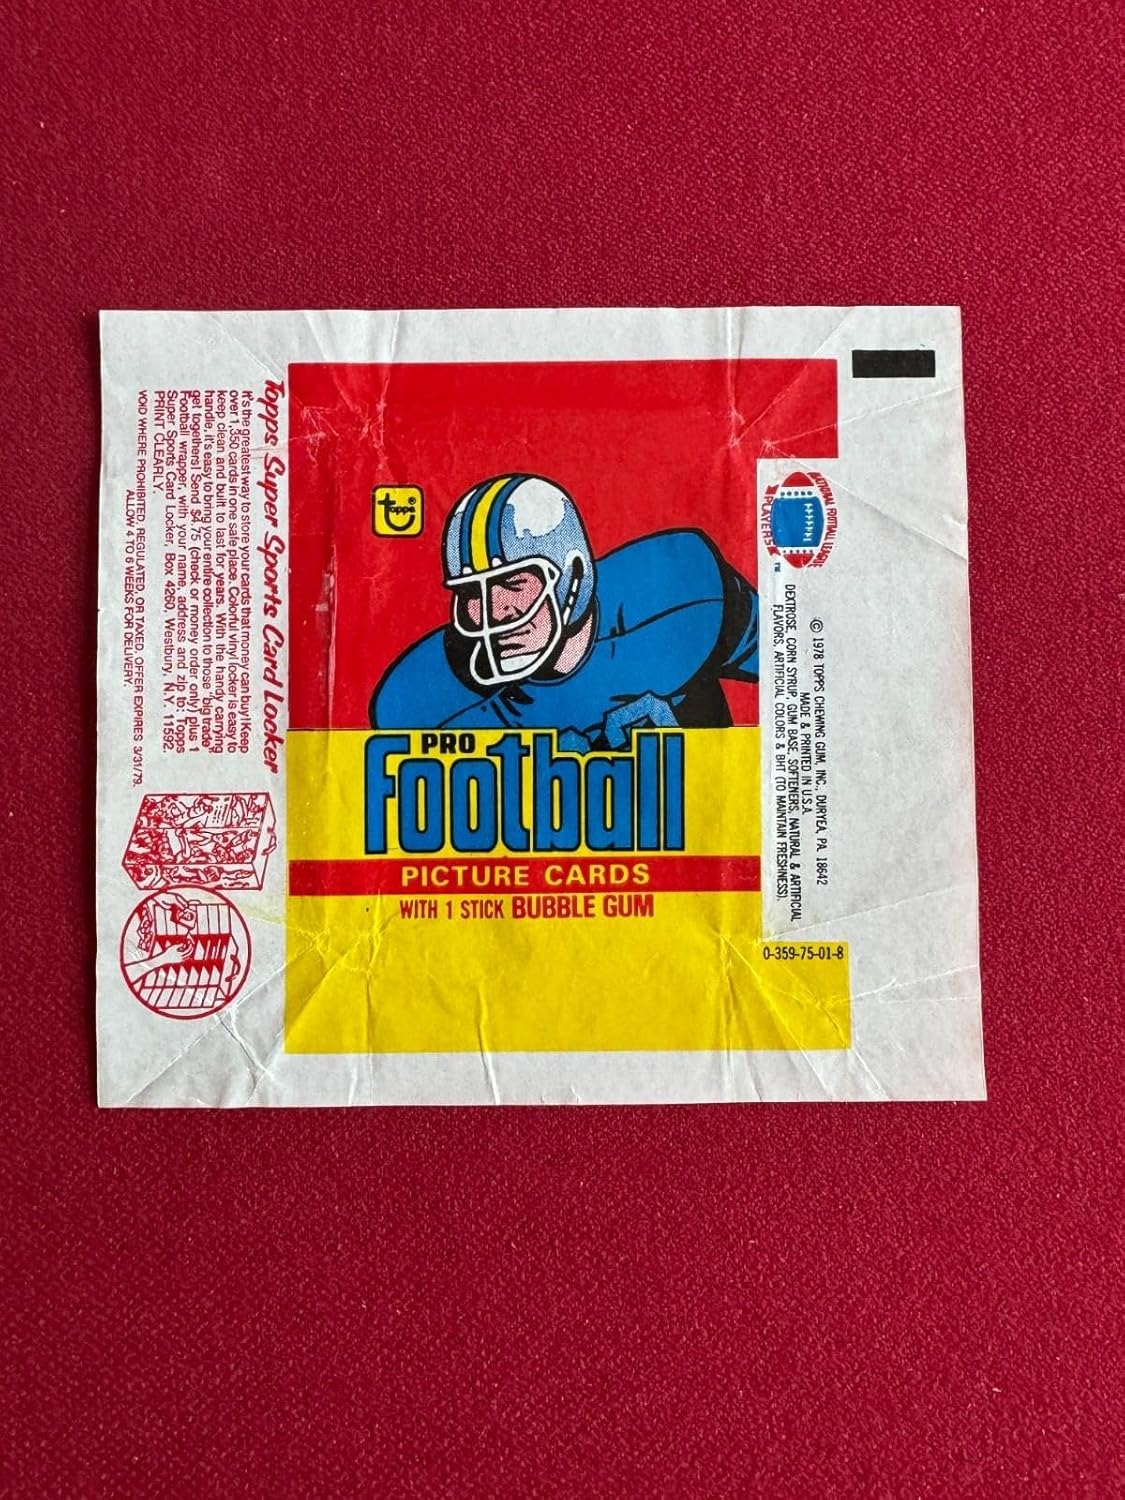 Topps Super Sports Card Locker
It's the greatest way to store your cards that money can buy! Keep
over 1,350 cards in one safe place. Colorful vinyl locker is easy to
keep clean and built to last for years. With the handy carrying
handle, it's easy to bring your entire collection to those "big trade"
get togethers! Send $4.75 (check or money order only) plus 1
Football wrapper, with your name, address and zip to: Topps
Super Sports Card Locker, Box 4260, Westbury, N.Y. 11592.
PRINT CLEARLY.
VOID WHERE PROHIBITED, REGULATED, OR TAXED. OFFER EXPIRES 3/31/79.
ALLOW 4 TO 6 WEEKS FOR DELIVERY.
topps®
PRO
football
PICTURE CARDS
WITH 1 STICK BUBBLE GUM
NATIONAL FOOTBALL LEAGUE
PLAYERS
TM
© 1978 TOPPS CHEWING GUM, INC., DURYEA, PA. 18642
MADE & PRINTED IN U.S.A.
DEXTROSE, CORN SYRUP, GUM BASE, SOFTENERS, NATURAL & ARTIFICIAL
FLAVORS, ARTIFICIAL COLORS & BHT (TO MAINTAIN FRESHNESS).
0-359-75-01-8